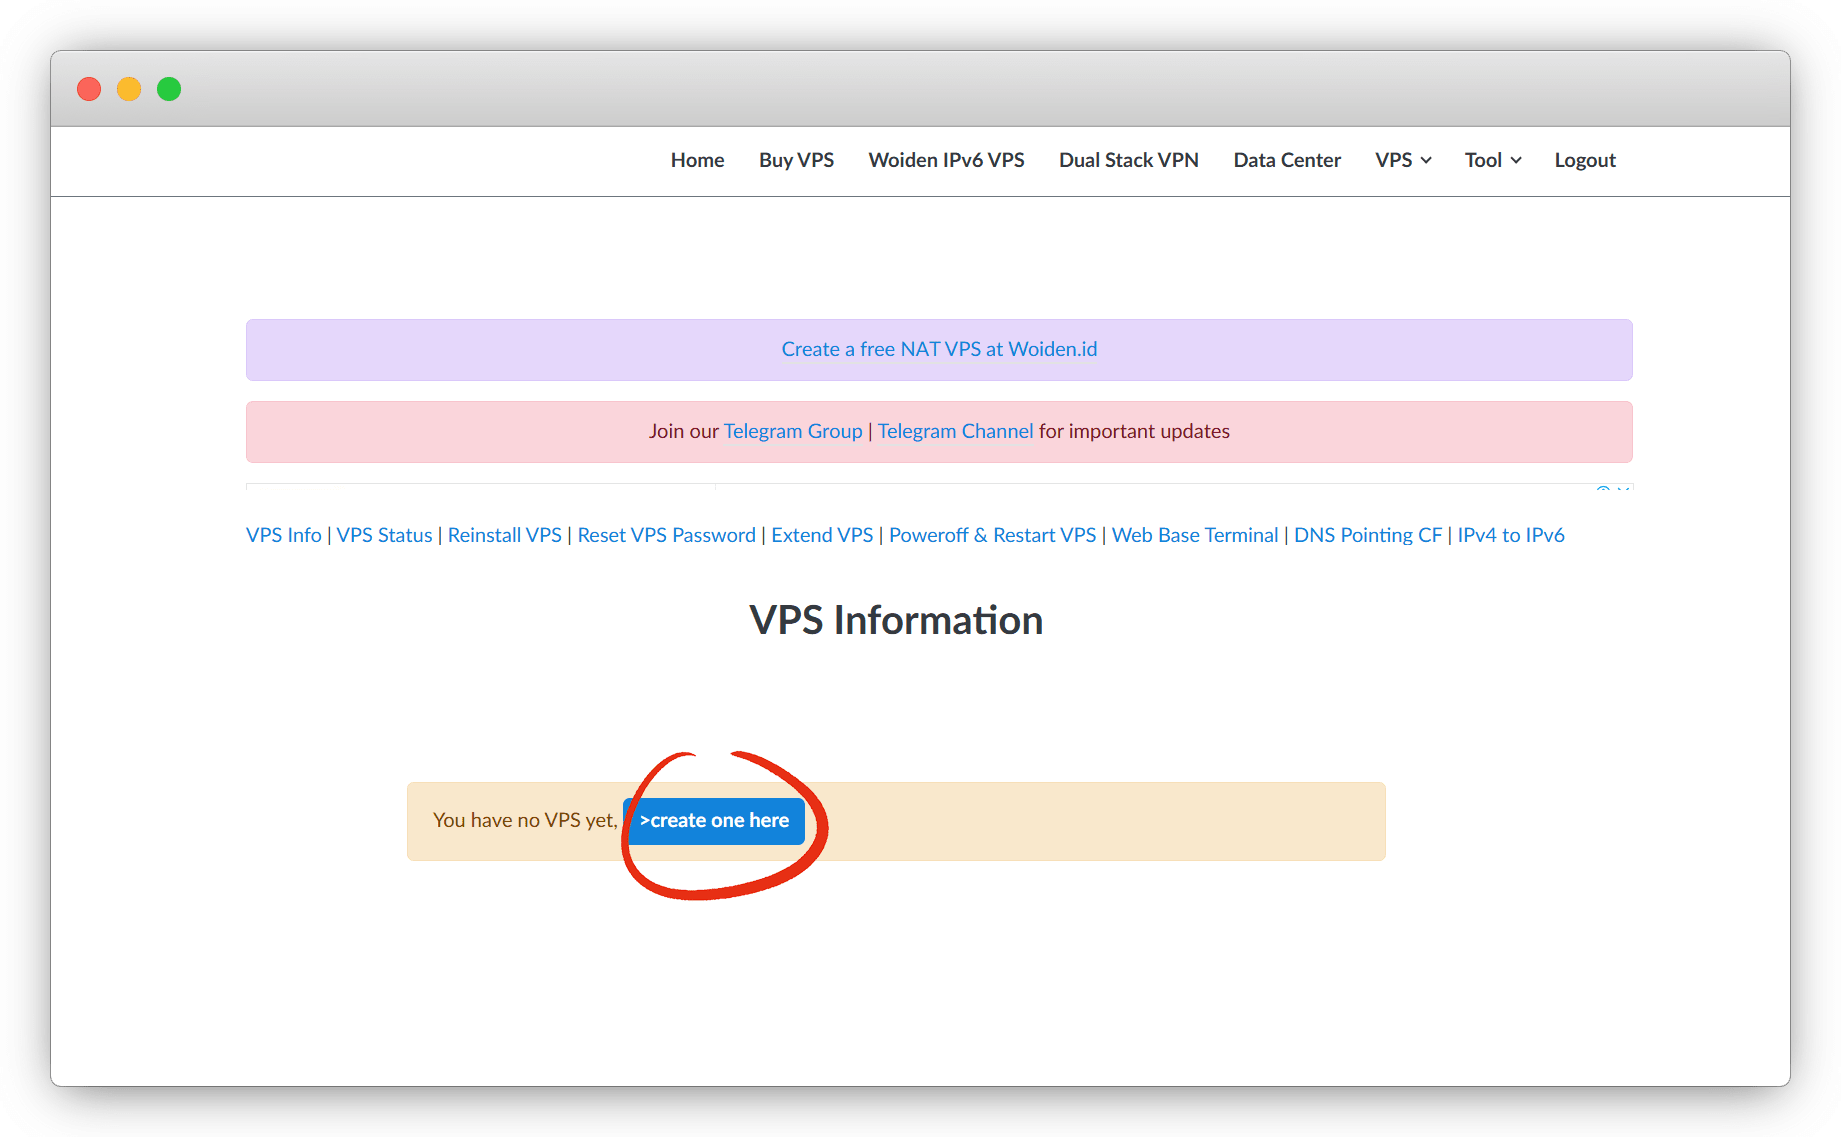 Home Buy VPS Woiden IPv6 VPS Dual Stack VPN Data Center VPS Tool Logout
Create a free NAT VPS at Woiden.id
Join our Telegram Group | Telegram Channel for important updates
VPS Info | VPS Status | Reinstall VPS | Reset VPS Password | Extend VPS | Poweroff & Restart VPS | Web Base Terminal | DNS Pointing CF | IPv4 to IPv6
VPS Information
You have no VPS yet, >create one here